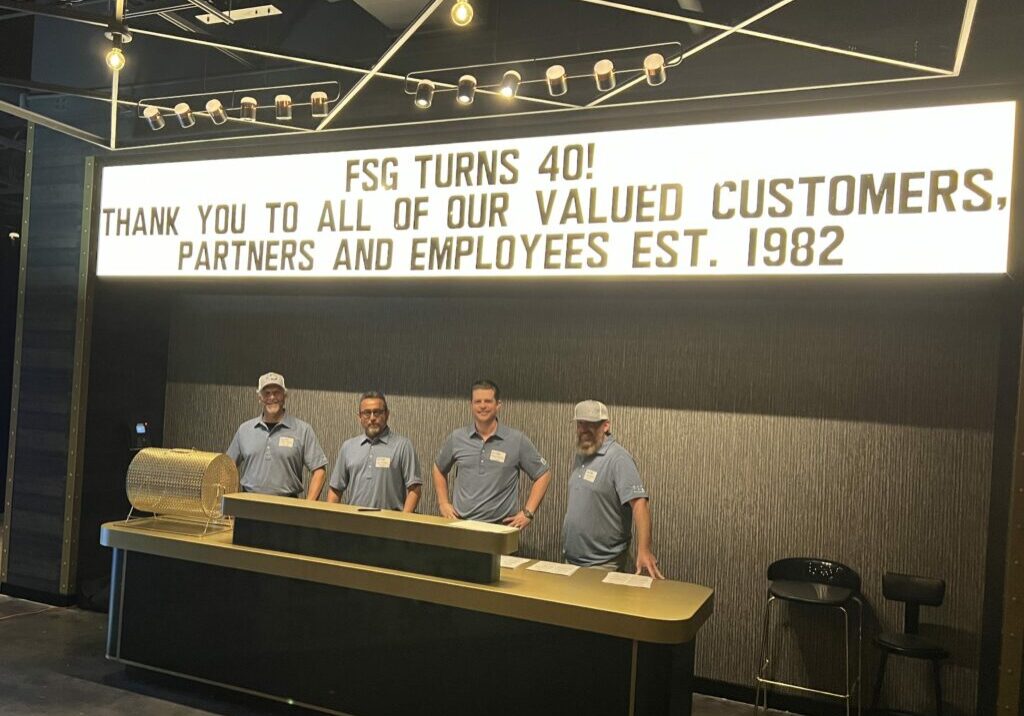 FSG TURNS 40!
THANK YOU TO ALL OF OUR VALUED CUSTOMERS,
PARTNERS AND EMPLOYEES EST. 1982